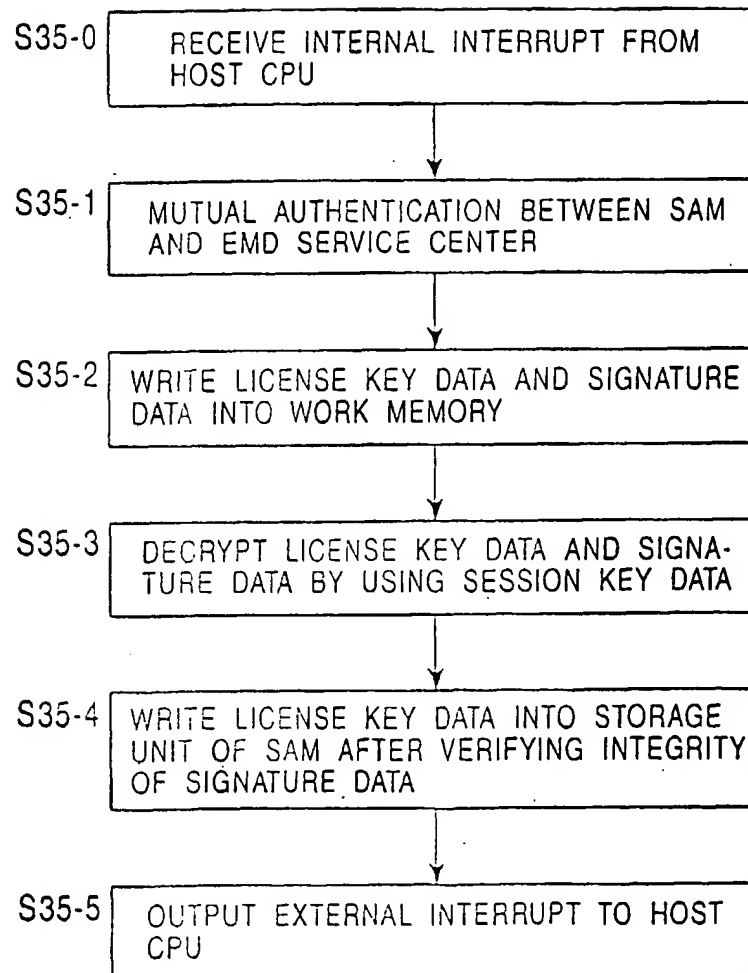 S35-0
RECEIVE INTERNAL INTERRUPT FROM
HOST CPU
S35-1
MUTUAL AUTHENTICATION BETWEEN SAM
AND EMD SERVICE CENTER
S35-2
WRITE LICENSE KEY DATA AND SIGNATURE
DATA INTO WORK MEMORY
S35-3
DECRYPT LICENSE KEY DATA AND SIGNA-
TURE DATA BY USING SESSION KEY DATA
S35-4
WRITE LICENSE KEY DATA INTO STORAGE
UNIT OF SAM AFTER VERIFYING INTEGRITY
OF SIGNATURE DATA
S35-5
OUTPUT EXTERNAL INTERRUPT TO HOST
CPU